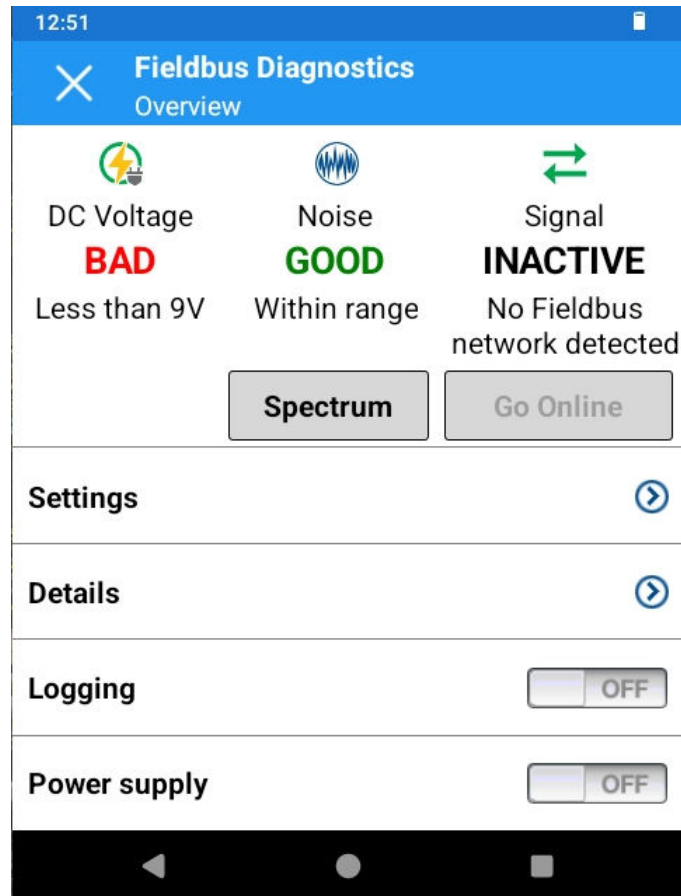 12:51
Fieldbus Diagnostics
Overview
DC Voltage
BAD
Less than 9V
Noise
GOOD
Within range
Signal
INACTIVE
No Fieldbus
network detected
Spectrum
Go Online
Settings
Details
Logging
OFF
Power supply
OFF